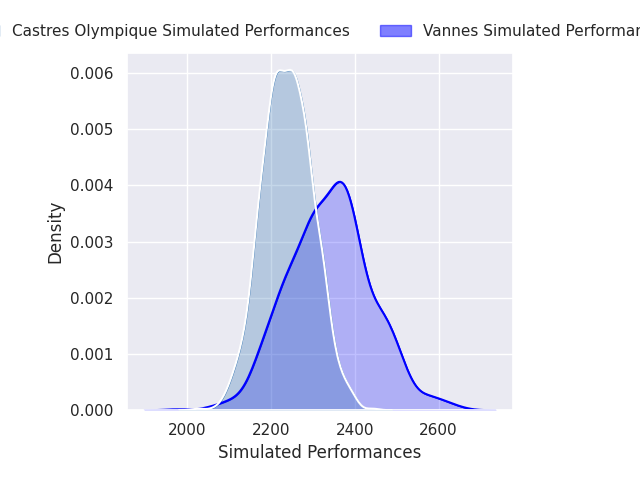 Castres Olympique Simulated Performances
Vannes Simulated
0.006
0.005
0.004
0.003
0.002
0.001
0.000
Density
2000 2200 2400 2600
Simulated Performances